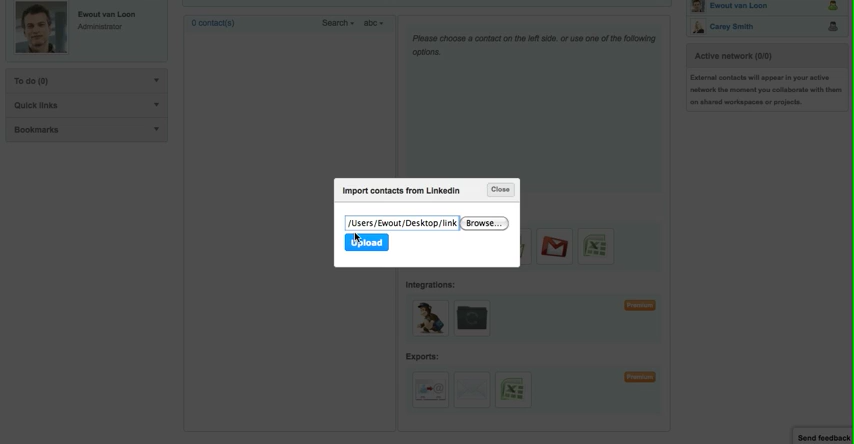 Ewout van Loon
Administrator
To do (0)
Quick links
Bookmarks
0 contact(s)
Search
abc
Please choose a contact on the left side. or use one of the following
options.
Import contacts from Linkedin
Close
/Users/Ewout/Desktop/link
Browse...
Upload
Integrations:
Premium
Exports:
Premium
Ewout van Loon
Carey Smith
Active network (0/0)
External contacts will appear in your active
network the moment you collaborate with them
on shared workspaces or projects.
Send feedback